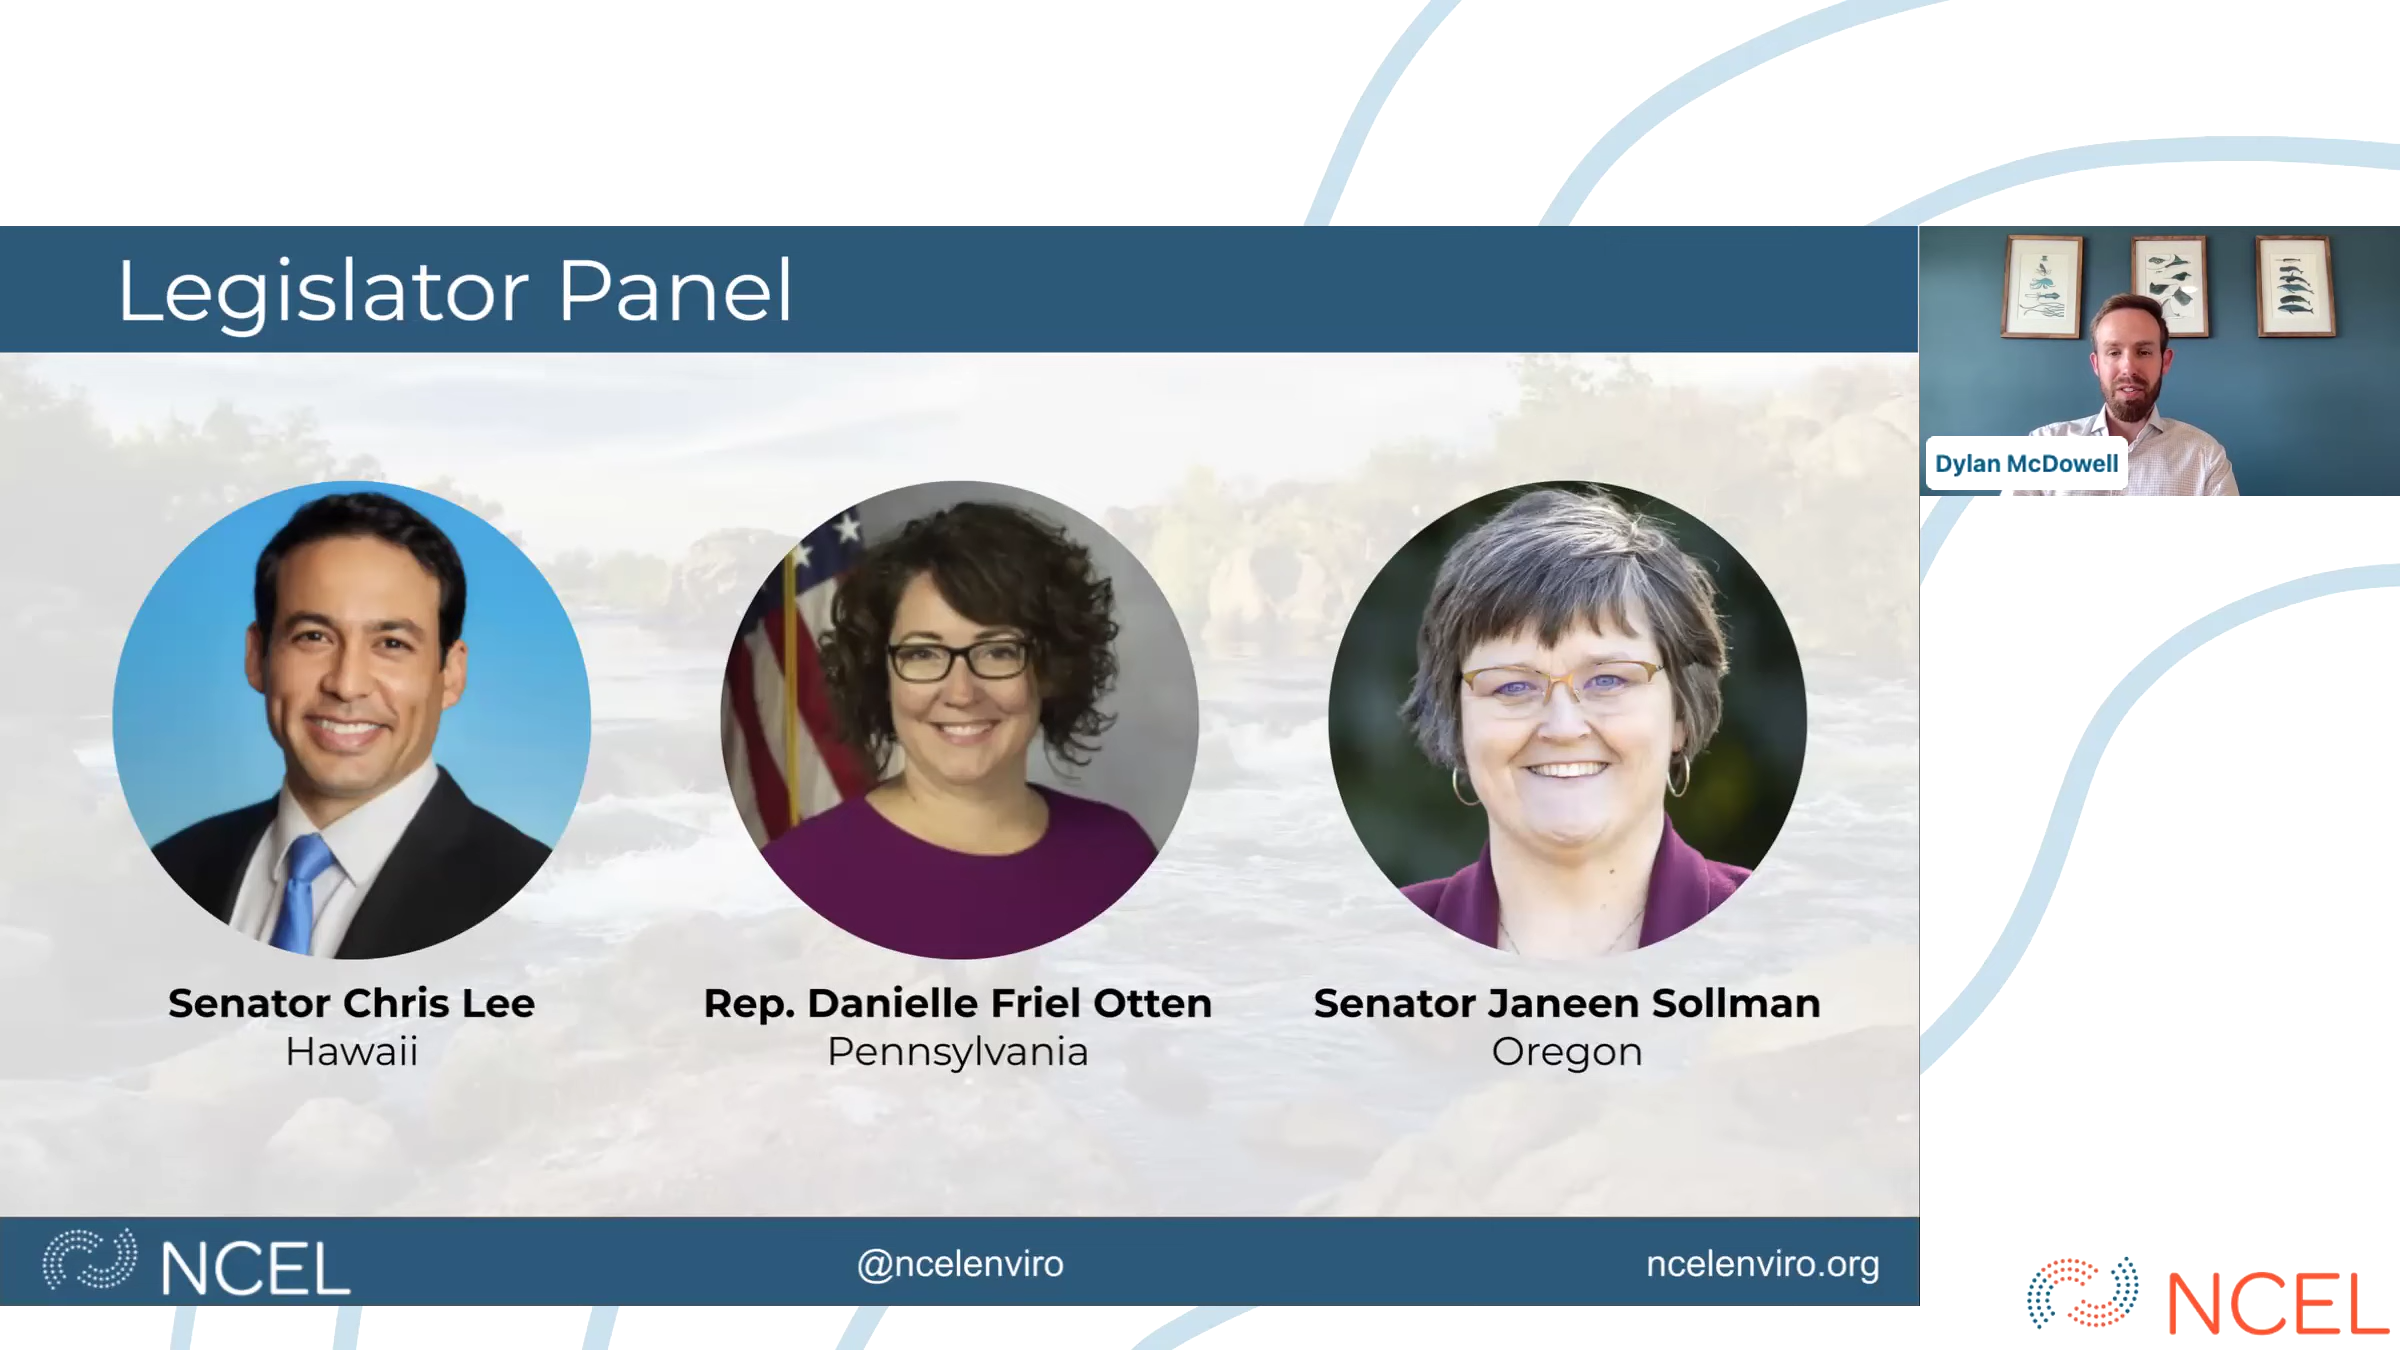 Legislator Panel
Dylan McDowell
Senator Chris Lee
Hawaii
Rep. Danielle Friel Otten
Pennsylvania
Senator Janeen Sollman
Oregon
NCEL
@ncelenviro
ncelenviro.org
NCEL